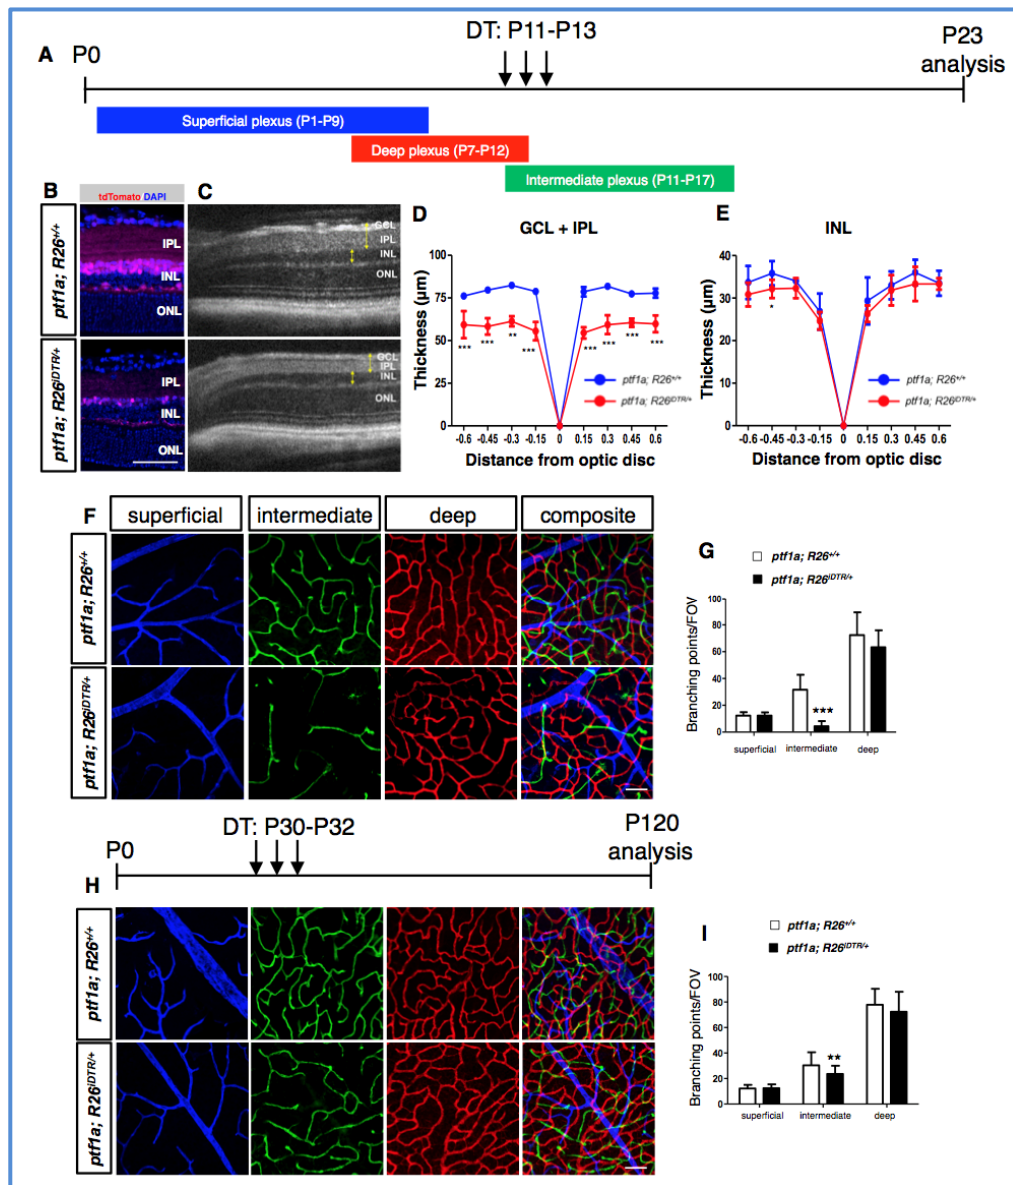 A
P0
DT: P11-P13
P23
analysis
Superficial plexus (P1-P9)
Deep plexus (P7-P12)
Intermediate plexus (P11-P17)
B
tdTomato DAPI
ptf1a; R26+/+
IPL
INL
ONL
ptf1a; R26iDTR/+
IPL
INL
ONL
C
GCL
IPL
INL
ONL
GCL
IPL
INL
ONL
D
GCL + IPL
Thickness (µm)
100
75
50
25
0
*** *** ** *** *** *** *** ***
ptf1a; R26+/+
ptf1a; R26iDTR/+
-0.6 -0.45 -0.3 -0.15 0 0.15 0.3 0.45 0.6
Distance from optic disc
E
INL
Thickness (µm)
40
30
20
10
0
*
ptf1a; R26+/+
ptf1a; R26iDTR/+
-0.6 -0.45 -0.3 -0.15 0 0.15 0.3 0.45 0.6
Distance from optic disc
F
superficial intermediate deep composite
ptf1a; R26+/+
ptf1a; R26iDTR/+
G
ptf1a; R26+/+
ptf1a; R26iDTR/+
Branching points/FOV
100
80
60
40
20
0
***
superficial intermediate deep
H
P0
DT: P30-P32
P120
analysis
ptf1a; R26+/+
ptf1a; R26iDTR/+
I
ptf1a; R26+/+
ptf1a; R26iDTR/+
Branching points/FOV
100
80
60
40
20
0
**
superficial intermediate deep